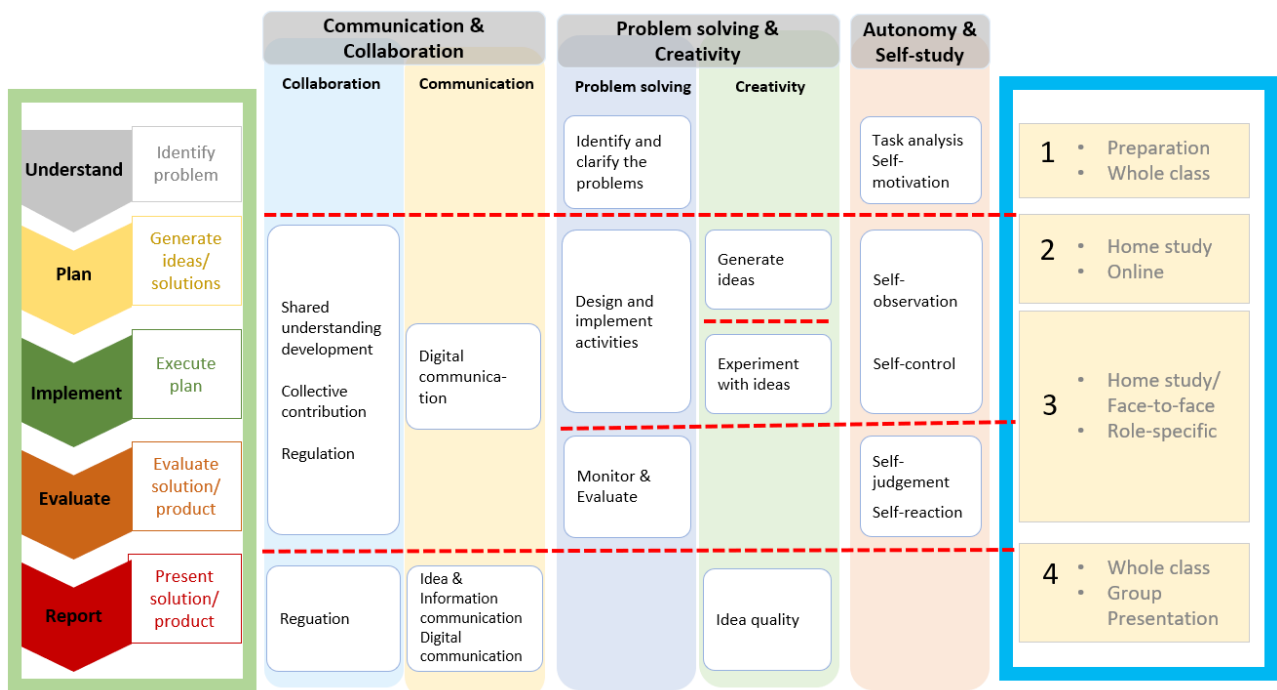 Communication &
Collaboration
Problem solving &
Creativity
Autonomy &
Self-study
Collaboration
Communication
Problem solving
Creativity
Understand
Identify
problem
Identify and
clarify the
problems
Task analysis
Self-
motivation
1
• Preparation
• Whole class
Plan
Generate
ideas/
solutions
Shared
understanding
development
Collective
contribution
Regulation
Digital
communica-
tion
Design and
implement
activities
Generate
ideas
Experiment
with ideas
Self-
observation
Self-control
2
• Home study
• Online
Implement
Execute
plan
3
• Home study/
Face-to-face
• Role-specific
Evaluate
Evaluate
solution/
product
Monitor &
Evaluate
Self-
judgement
Self-reaction
Report
Present
solution/
product
Reguation
Idea &
Information
communication
Digital
communication
Idea quality
4
• Whole class
• Group
Presentation